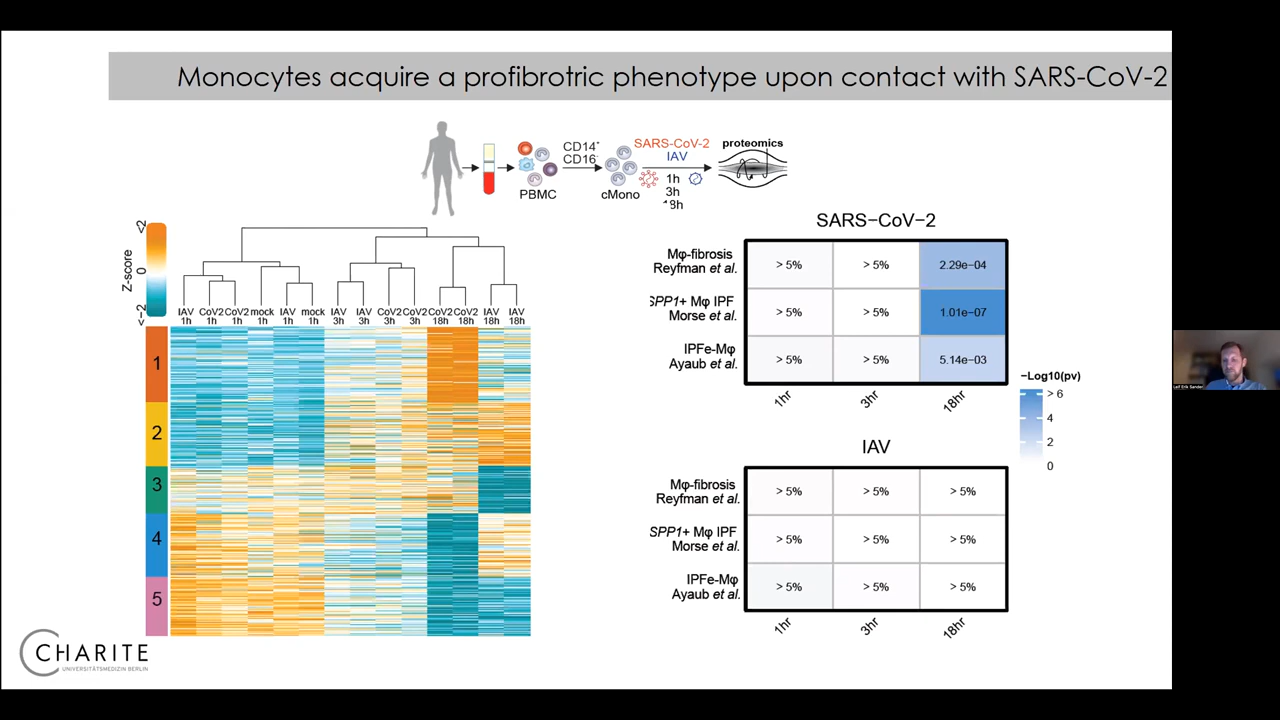 Monocytes acquire a profibrotric phenotype upon contact with SARS-CoV-2
CD14+
CD16-
SARS-CoV-2
IAV
proteomics
1h
3h
18h
PBMC
cMono
Z-score
<2
0
<−2
IAV 1h
CoV2 1h
CoV2 1h
mock 1h
IAV 1h
mock 1h
IAV 3h
IAV 3h
CoV2 3h
CoV2 3h
CoV2 18h
CoV2 18h
IAV 18h
IAV 18h
1
2
3
4
5
SARS−CoV−2
Mφ-fibrosis
Reyfman et al.
> 5%
> 5%
2.29e−04
SPP1+ Mφ IPF
Morse et al.
> 5%
> 5%
1.01e−07
IPFe-Mφ
Ayaub et al.
> 5%
> 5%
5.14e−03
1hr
3hr
18hr
−Log10(pv)
> 6
4
2
0
IAV
Mφ-fibrosis
Reyfman et al.
> 5%
> 5%
> 5%
SPP1+ Mφ IPF
Morse et al.
> 5%
> 5%
> 5%
IPFe-Mφ
Ayaub et al.
> 5%
> 5%
> 5%
1hr
3hr
18hr
CHARITÉ
UNIVERSITÄTSMEDIZIN BERLIN
Leif Erik Sander